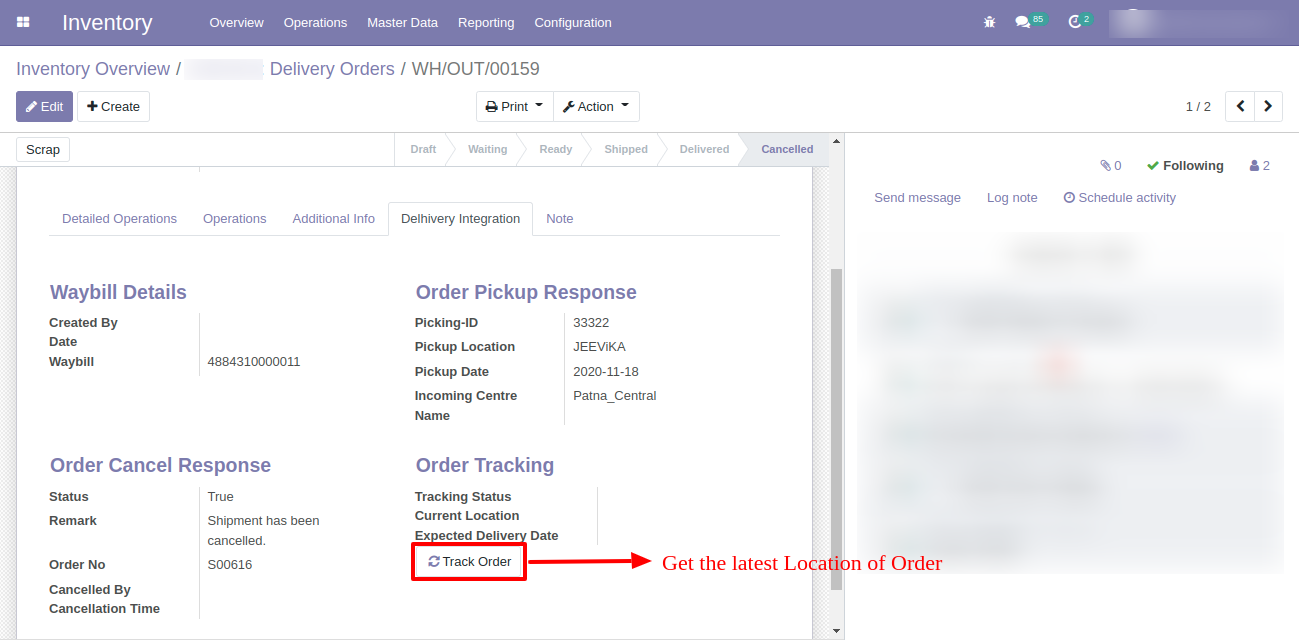 Inventory Overview Operations Master Data Reporting Configuration 85 2
Inventory Overview / Delivery Orders / WH/OUT/00159
Edit Create Print Action 1 / 2
Scrap Draft Waiting Ready Shipped Delivered Cancelled
0 Following 2
Send message Log note Schedule activity
Detailed Operations Operations Additional Info Delhivery Integration Note
Waybill Details
Created By
Date
Waybill 4884310000011
Order Pickup Response
Picking-ID 33322
Pickup Location JEEViKA
Pickup Date 2020-11-18
Incoming Centre Patna_Central
Name
Order Cancel Response
Status True
Remark Shipment has been
cancelled.
Order No S00616
Cancelled By
Cancellation Time
Order Tracking
Tracking Status
Current Location
Expected Delivery Date
Track Order Get the latest Location of Order